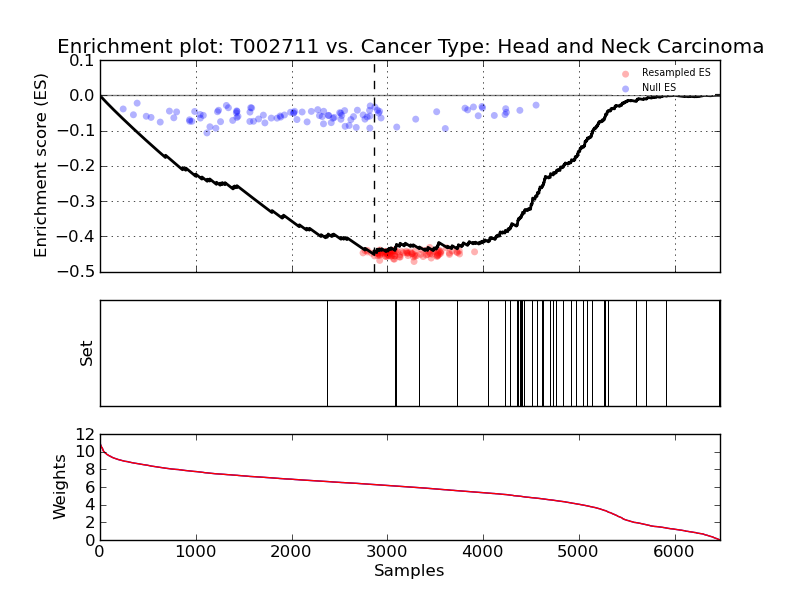 Enrichment plot: T002711 vs. Cancer Type: Head and Neck Carcinoma
Enrichment score (ES)
0.1
0.0
−0.1
−0.2
−0.3
−0.4
−0.5
Resampled ES
Null ES
Set
Weights
12
10
8
6
4
2
0
0 1000 2000 3000 4000 5000 6000
Samples